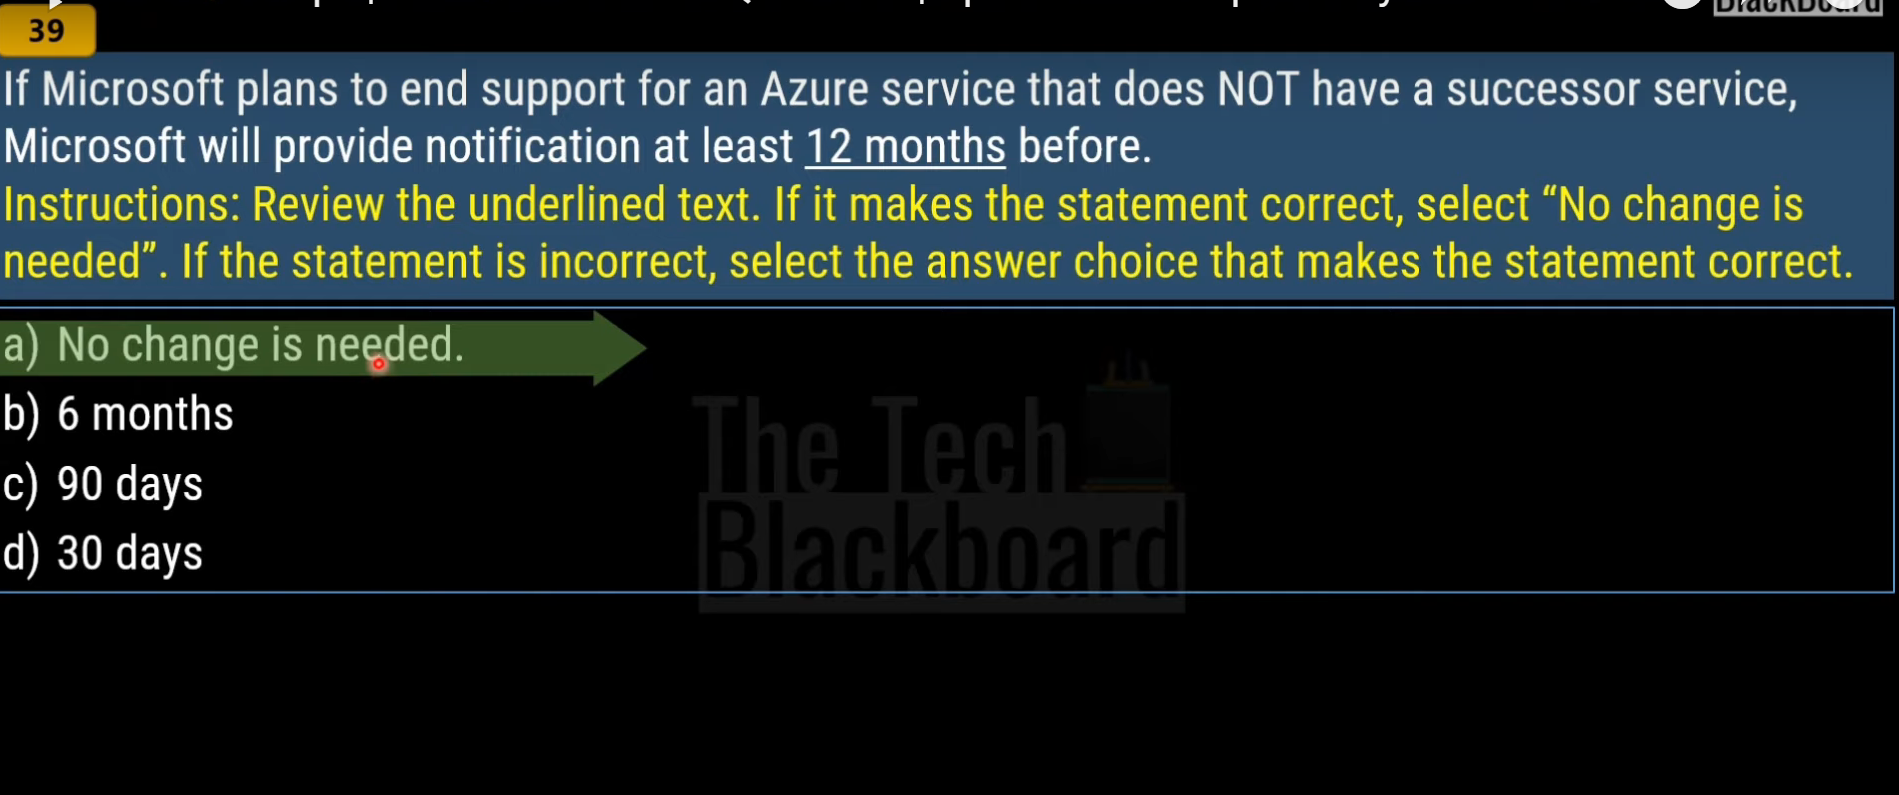 39
If Microsoft plans to end support for an Azure service that does NOT have a successor service,
Microsoft will provide notification at least 12 months before.
Instructions: Review the underlined text. If it makes the statement correct, select “No change is
needed”. If the statement is incorrect, select the answer choice that makes the statement correct.
a) No change is needed.
b) 6 months
c) 90 days
d) 30 days
The Tech
Blackboard